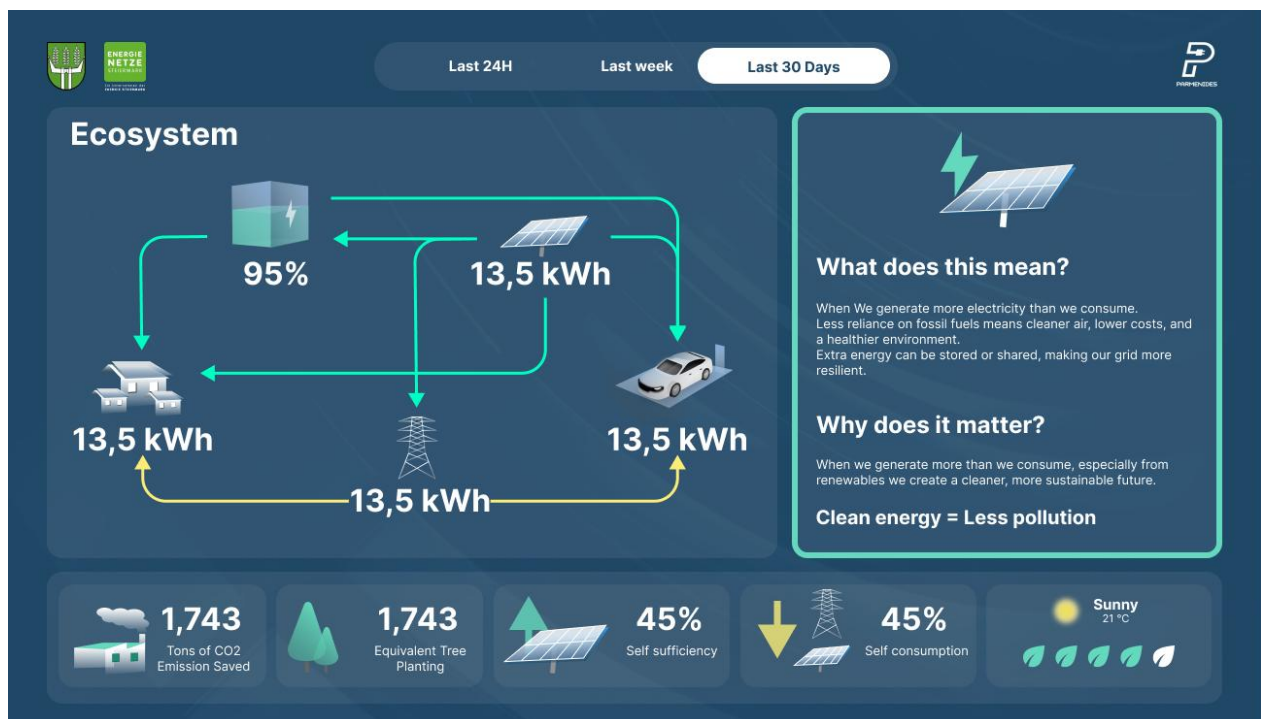 ENERGIE
NETZE
STEIERMARK
Last 24H
Last week
Last 30 Days
PARMENIDES
Ecosystem
95%
13,5 kWh
13,5 kWh
13,5 kWh
13,5 kWh
What does this mean?
When We generate more electricity than we consume.
Less reliance on fossil fuels means cleaner air, lower costs, and
a healthier environment.
Extra energy can be stored or shared, making our grid more
resilient.
Why does it matter?
When we generate more than we consume, especially from
renewables we create a cleaner, more sustainable future.
Clean energy = Less pollution
1,743
Tons of CO2
Emission Saved
1,743
Equivalent Tree
Planting
45%
Self sufficiency
45%
Self consumption
Sunny
21 °C